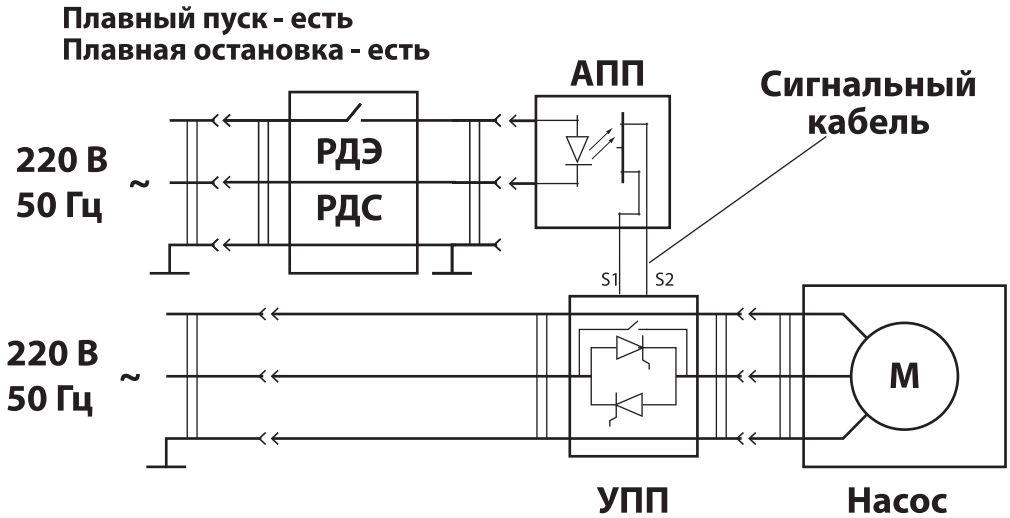 Плавный пуск - есть
Плавная остановка - есть
АПП
Сигнальный
кабель
220 В
50 Гц
~
РДЭ
РДС
S1
S2
220 В
50 Гц
~
М
УПП
Насос